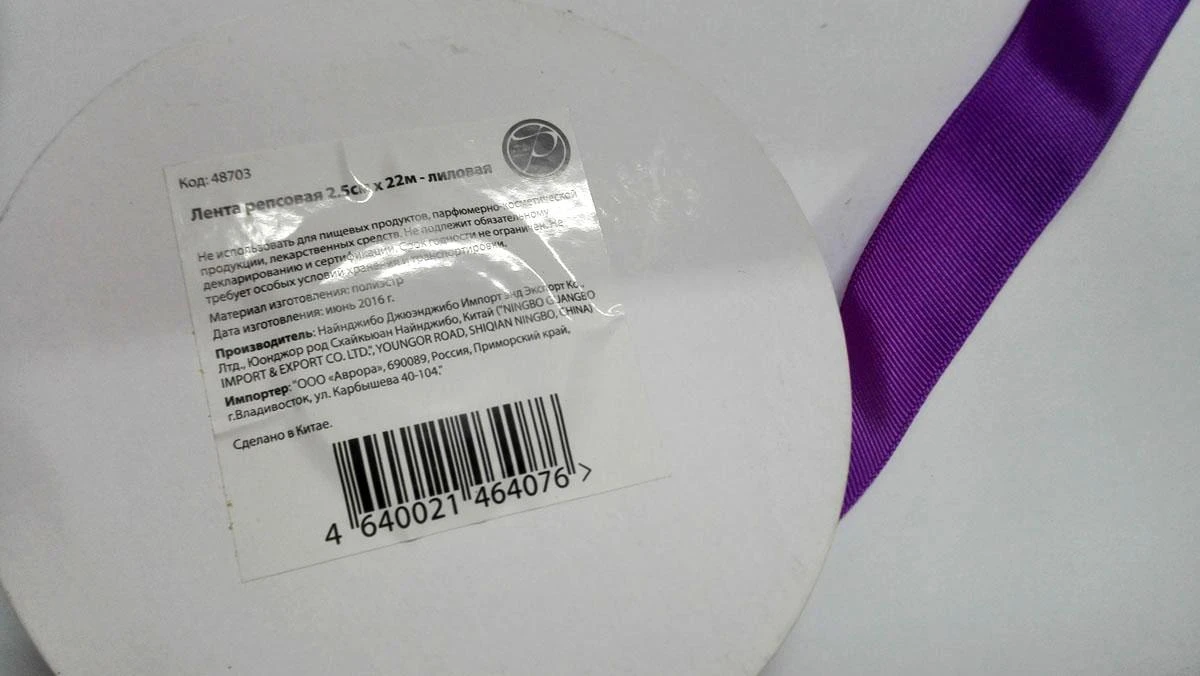 Код: 48703
Лента репсовая 2.5см х 22м - лиловая
Не использовать для пищевых продуктов, парфюмерно-косметической
продукции, лекарственных средств. Не подлежит обязательному
декларированию и сертификации. Срок годности не ограничен. Не
требует особых условий хранения и транспортировки.
Материал изготовления: полиэстр
Дата изготовления: июнь 2016 г.
Производитель: Найнджибо Джюэнджибо Импорт энд Экспорт Ко.,
Лтд., Юонджор род Схайкьюан Найнджибо, Китай ("NINGBO GUANGBO
IMPORT & EXPORT CO. LTD.", YOUNGOR ROAD, SHIQIAN NINGBO, CHINA)
Импортер: "ООО «Аврора», 690089, Россия, Приморский край,
г.Владивосток, ул. Карбышева 40-104."
Сделано в Китае.
4 640021 464076 >